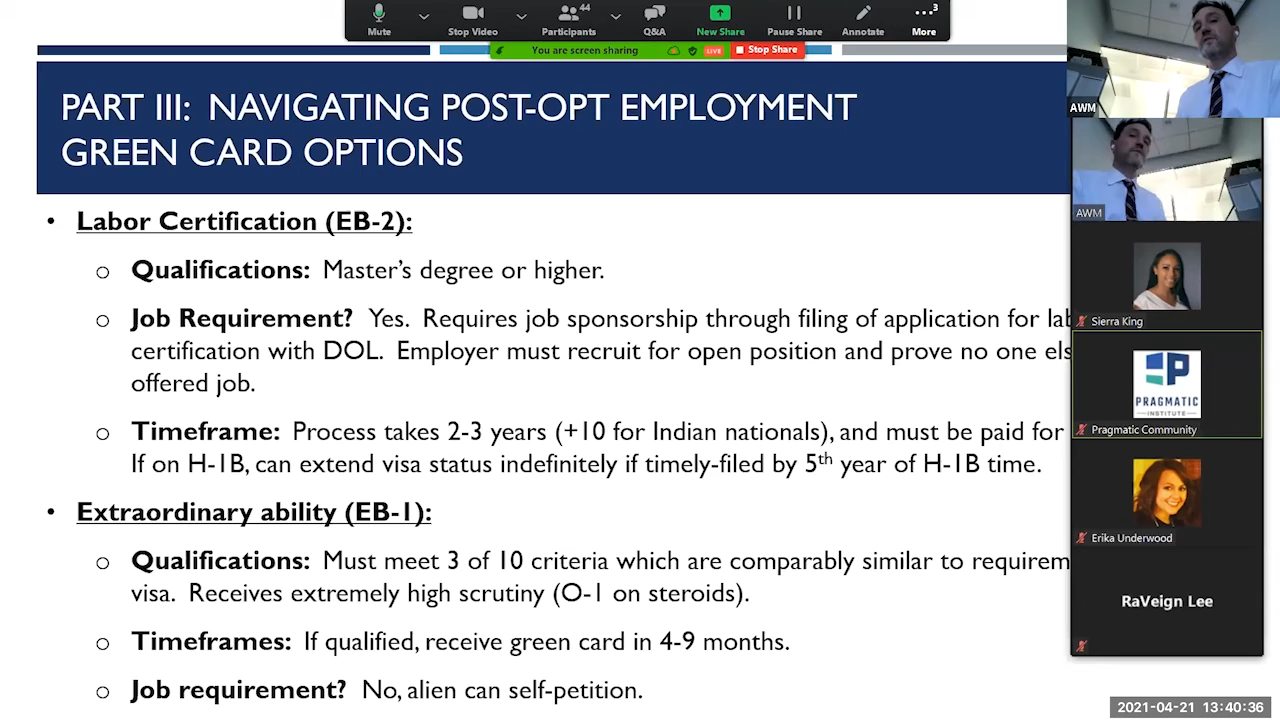 44
3
Mute
Stop Video
Participants
Q&A
New Share
Pause Share
Annotate
More
You are screen sharing
LIVE
Stop Share
PART III: NAVIGATING POST-OPT EMPLOYMENT
GREEN CARD OPTIONS
AWM
AWM
Sierra King
PRAGMATIC
INSTITUTE
Pragmatic Community
Erika Underwood
RaVeign Lee
• Labor Certification (EB-2):
o Qualifications: Master's degree or higher.
o Job Requirement? Yes. Requires job sponsorship through filing of application for lab
certification with DOL. Employer must recruit for open position and prove no one els
offered job.
o Timeframe: Process takes 2-3 years (+10 for Indian nationals), and must be paid for
If on H-1B, can extend visa status indefinitely if timely-filed by 5th year of H-1B time.
• Extraordinary ability (EB-1):
o Qualifications: Must meet 3 of 10 criteria which are comparably similar to requirem
visa. Receives extremely high scrutiny (O-1 on steroids).
o Timeframes: If qualified, receive green card in 4-9 months.
o Job requirement? No, alien can self-petition.
2021-04-21 13:40:36